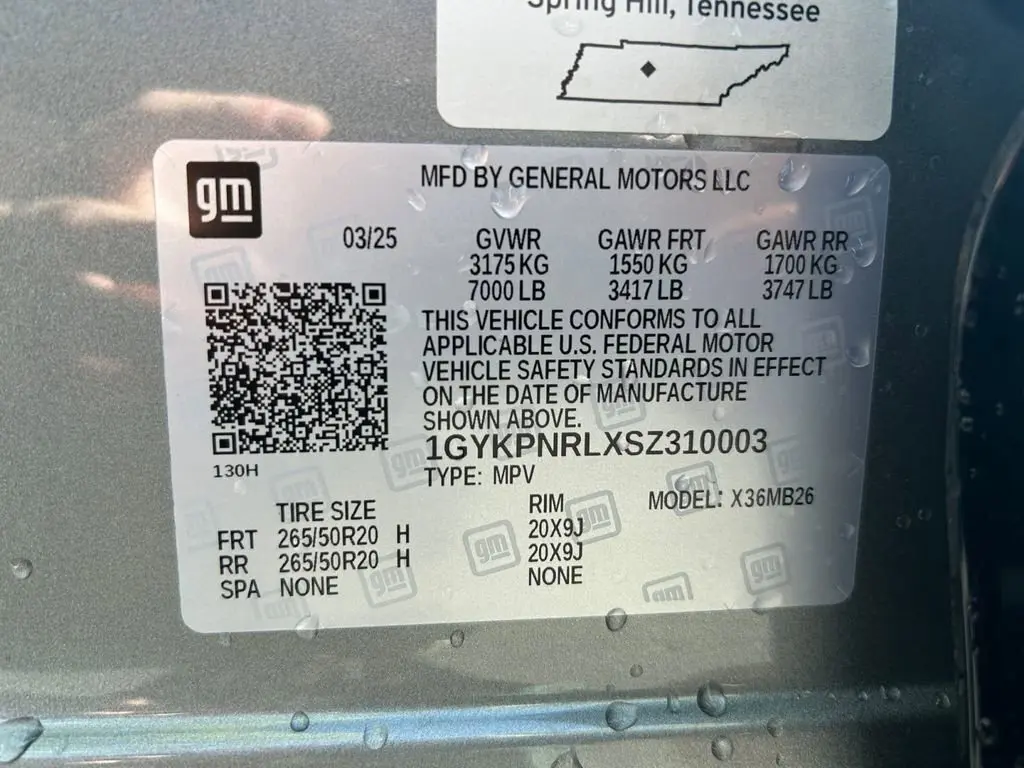 Spring Hill, Tennessee
gm
MFD BY GENERAL MOTORS LLC
03/25 GVWR GAWR FRT GAWR RR
3175 KG 1550 KG 1700 KG
7000 LB 3417 LB 3747 LB
THIS VEHICLE CONFORMS TO ALL
APPLICABLE U.S. FEDERAL MOTOR
VEHICLE SAFETY STANDARDS IN EFFECT
ON THE DATE OF MANUFACTURE
SHOWN ABOVE.
1GYKPNRLXSZ310003
130H
TYPE: MPV
MODEL: X36MB26
TIRE SIZE RIM
FRT 265/50R20 H 20X9J
RR 265/50R20 H 20X9J
SPA NONE NONE